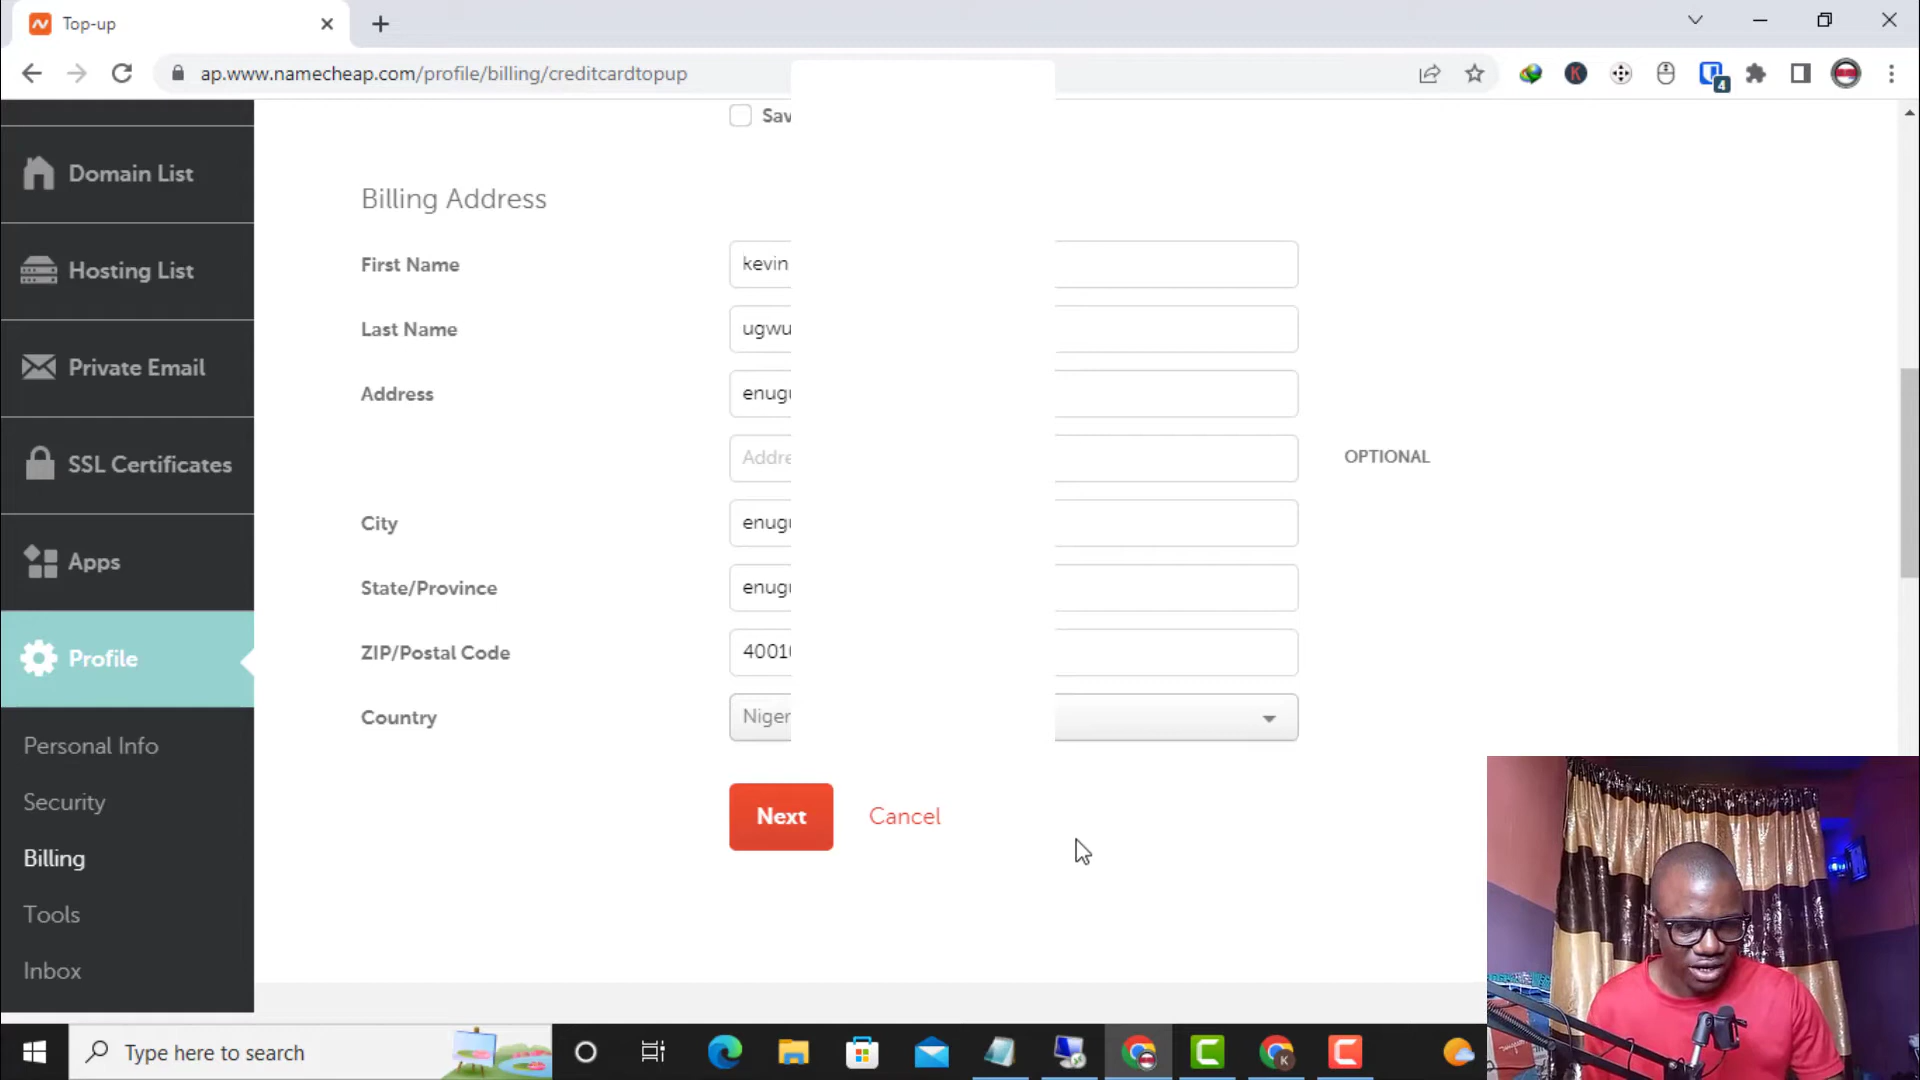 Top-up
ap.www.namecheap.com/profile/billing/creditcardtopup
K
4
Sav
Domain List
Hosting List
Private Email
SSL Certificates
Apps
Profile
Personal Info
Security
Billing
Tools
Inbox
Billing Address
First Name
kevin
Last Name
ugwu
Address
enugu
Addre
OPTIONAL
City
enugu
State/Province
enugu
ZIP/Postal Code
40010
Country
Niger
Next
Cancel
Type here to search
K